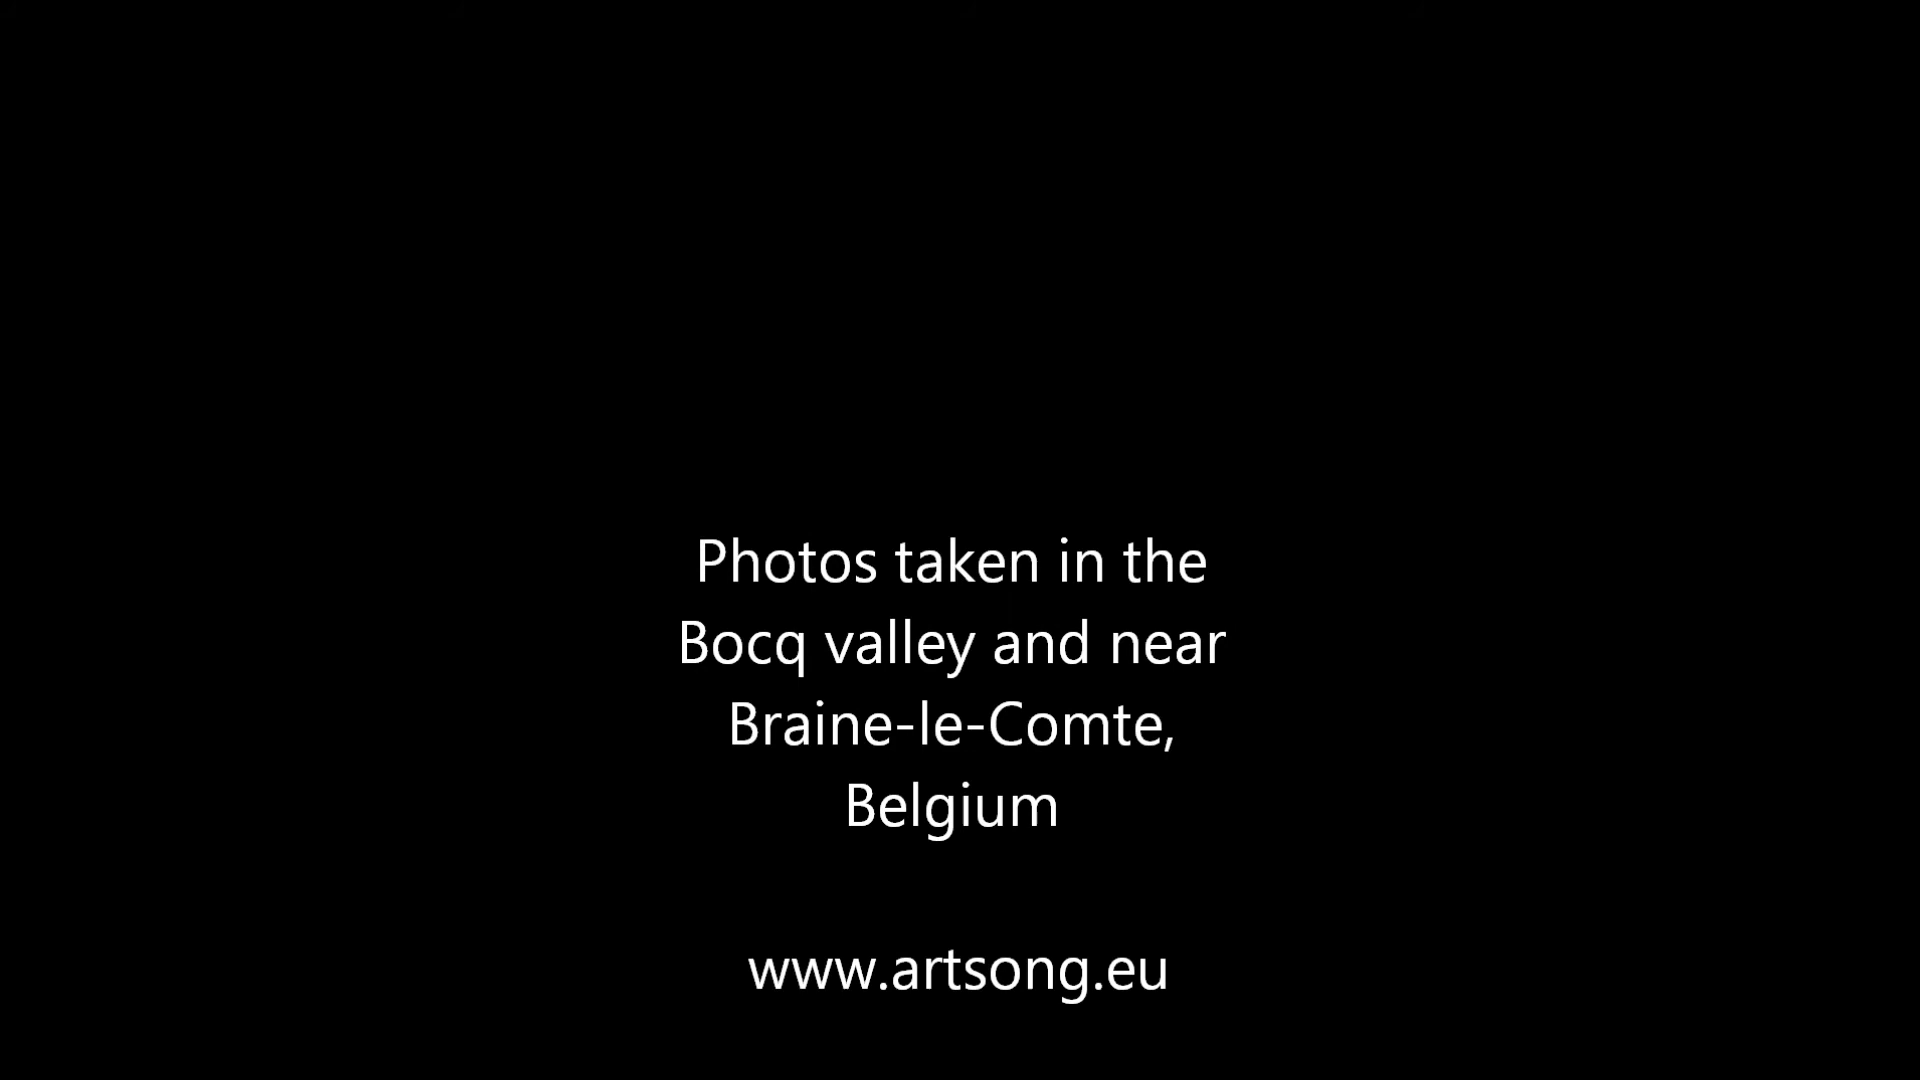 Photos taken in the
Bocq valley and near
Braine-le-Comte,
Belgium
www.artsong.eu